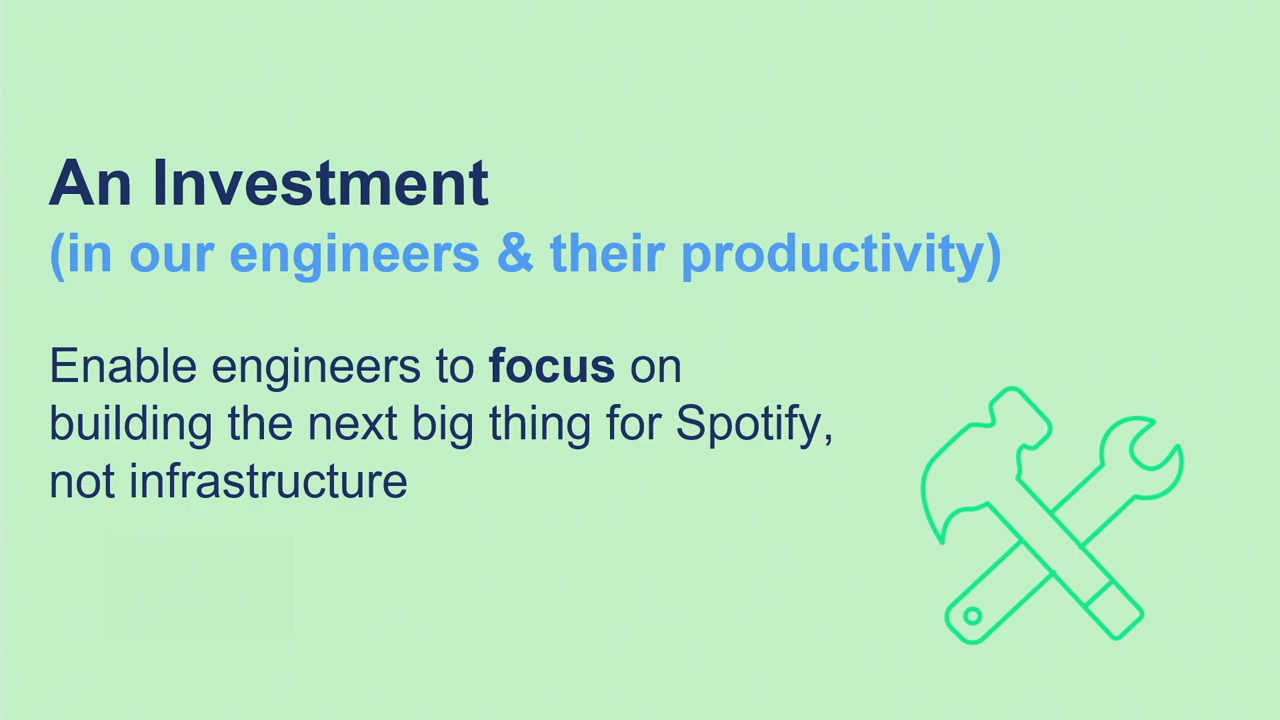 An Investment
(in our engineers & their productivity)
Enable engineers to focus on
building the next big thing for Spotify,
not infrastructure